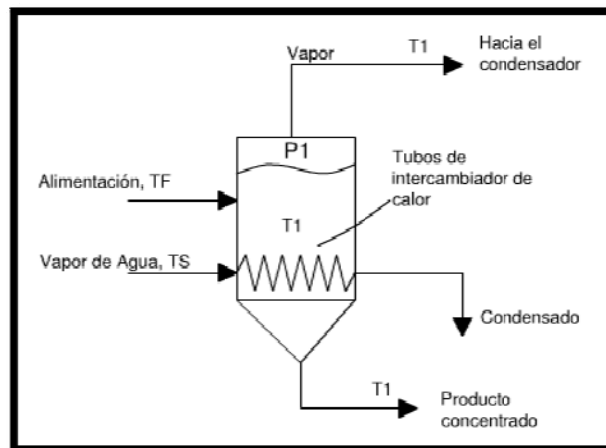 Vapor
T1
Hacia el
condensador
P1
Tubos de
intercambiador de
calor
Alimentación, TF
T1
Vapor de Agua, TS
Condensado
T1
Producto
concentrado